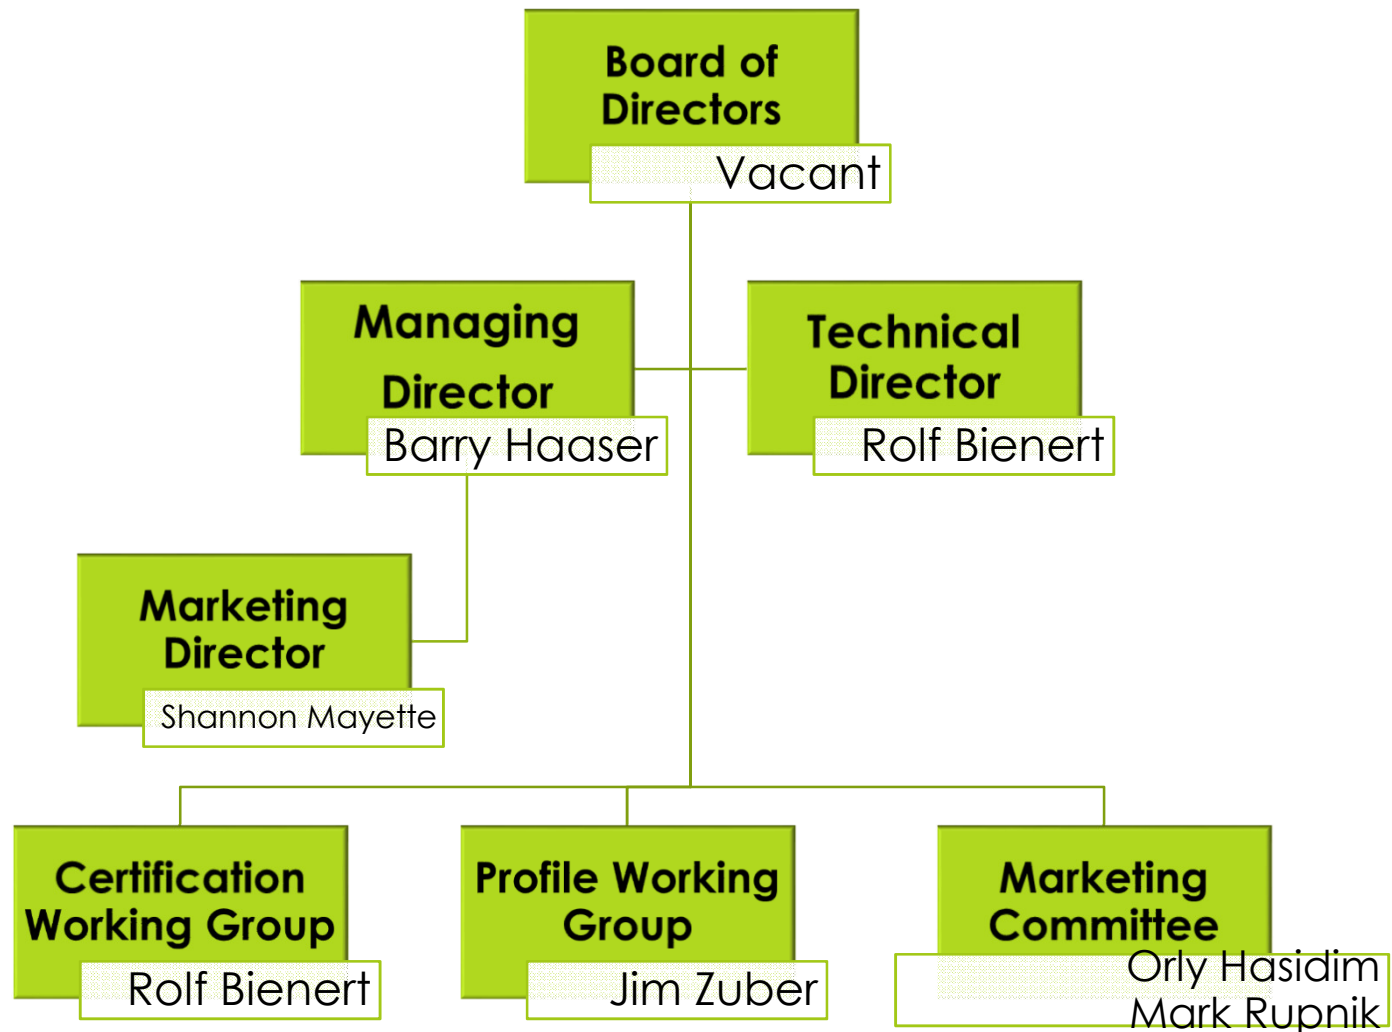 Board of
Directors
Vacant
Managing
Director
Barry Haaser
Technical
Director
Rolf Bienert
Marketing
Director
Shannon Mayette
Certification
Working Group
Rolf Bienert
Profile Working
Group
Jim Zuber
Marketing
Committee
Orly Hasidim
Mark Rupnik